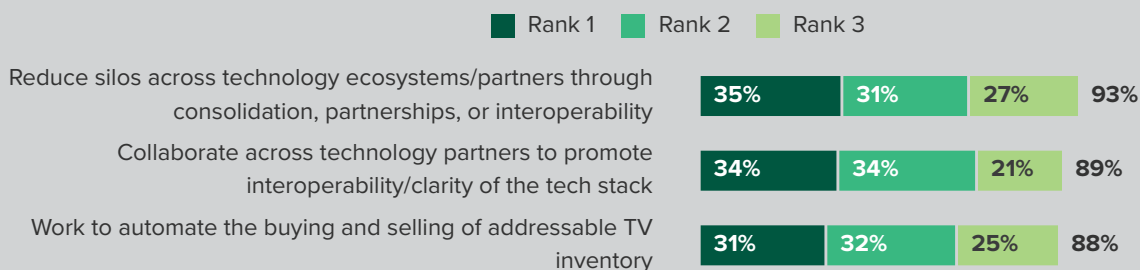 Rank 1 Rank 2 Rank 3
Reduce silos across technology ecosystems/partners through
consolidation, partnerships, or interoperability
35% 31% 27% 93%
Collaborate across technology partners to promote
interoperability/clarity of the tech stack
34% 34% 21% 89%
Work to automate the buying and selling of addressable TV
inventory
31% 32% 25% 88%